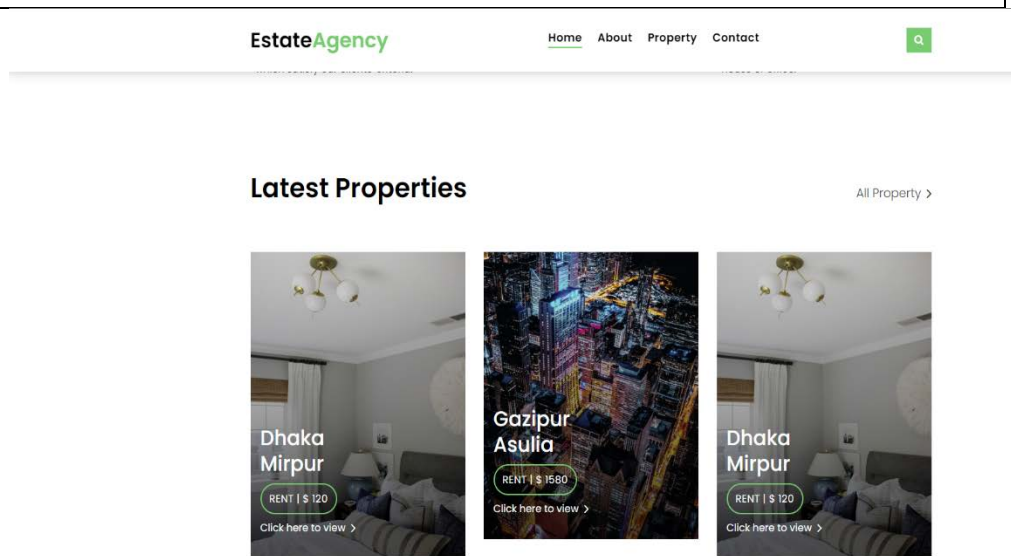 EstateAgency
Home About Property Contact
Latest Properties
All Property >
Dhaka
Mirpur
RENT | $ 120
Click here to view >
Gazipur
Asulia
RENT | $ 1580
Click here to view >
Dhaka
Mirpur
RENT | $ 120
Click here to view >